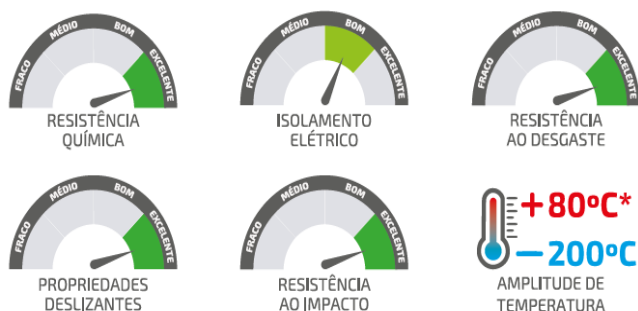 FRACO
MÉDIO
BOM
EXCELENTE
RESISTÊNCIA
QUÍMICA
FRACO
MÉDIO
BOM
EXCELENTE
ISOLAMENTO
ELÉTRICO
FRACO
MÉDIO
BOM
EXCELENTE
RESISTÊNCIA
AO DESGASTE
FRACO
MÉDIO
BOM
EXCELENTE
PROPRIEDADES
DESLIZANTES
FRACO
MÉDIO
BOM
EXCELENTE
RESISTÊNCIA
AO IMPACTO
+80ºC*
-200ºC
AMPLITUDE DE
TEMPERATURA